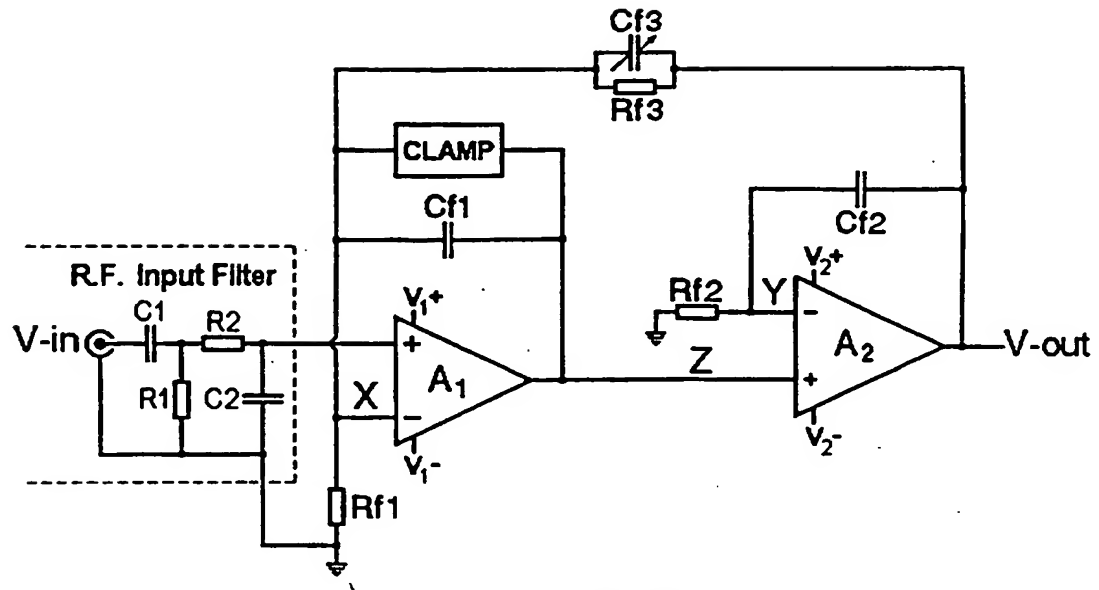 Cf3
Rf3
CLAMP
Cf1
Cf2
R.F. Input Filter
C1
R2
V-in
R1
C2
V₁+
A₁
V₁-
X
Rf1
Rf2
Y
Z
V₂+
A₂
V₂-
V-out
+
-
-
+